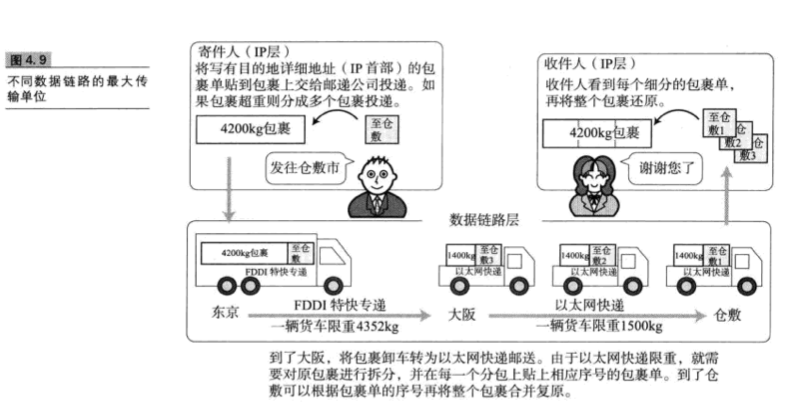 图 4.9
不同数据链路的最大传
输单位
寄件人（IP层）
将写有目的地详细地址（IP 首部）的包
裹单贴到包裹上交给邮递公司投递。如
果包裹超重则分成多个包裹投递。
4200kg包裹
至仓
敷
发往仓敷市
收件人（IP层）
收件人看到每个细分的包裹单，
再将整个包裹还原。
4200kg包裹
至仓
敷1
仓
敷2
仓
敷3
谢谢您了
数据链路层
4200kg包裹
至仓
敷
FDDI 特快专递
1400kg
至仓
敷3
以太网快递
1400kg
至仓
敷2
以太网快递
1400kg
至仓
敷1
以太网快递
东京
FDDI 特快专递
一辆货车限重4352kg
大阪
以太网快递
一辆货车限重1500kg
仓敷
到了大阪，将包裹卸车转为以太网快递邮送。由于以太网快递限重，就需
要对原包裹进行拆分，并在每一个分包上贴上相应序号的包裹单。到了仓
敷可以根据包裹单的序号再将整个包裹合并复原。